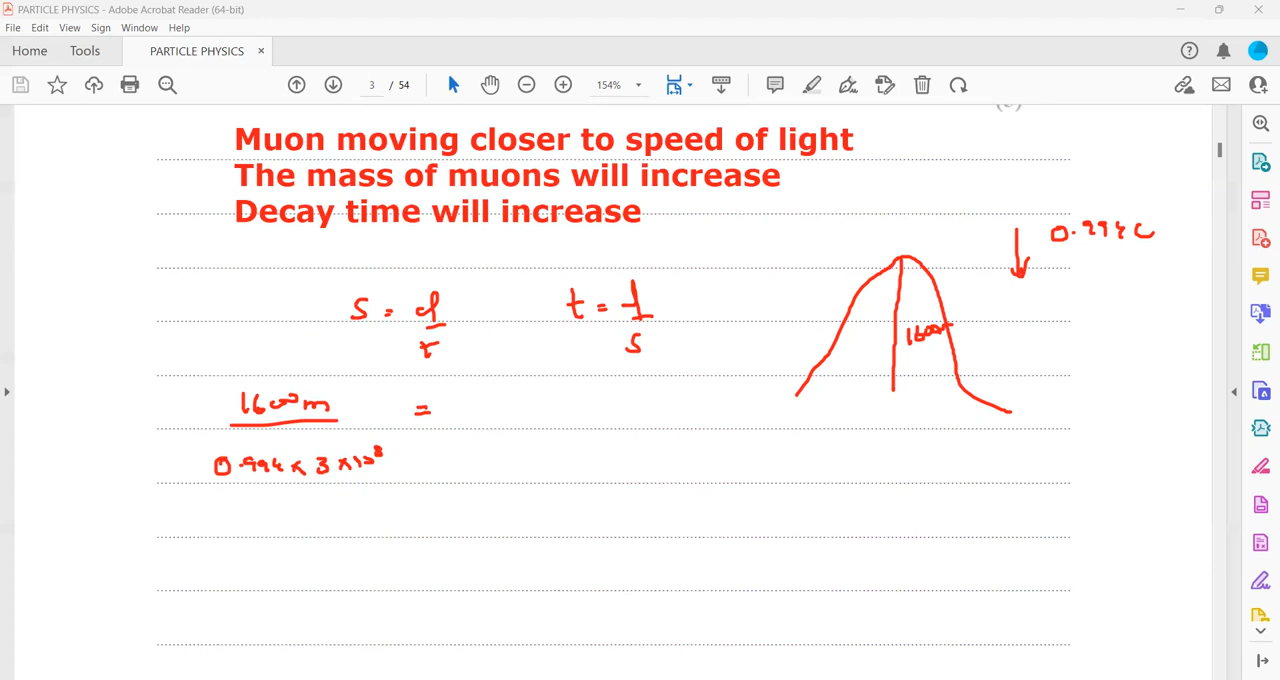 PARTICLE PHYSICS - Adobe Acrobat Reader (64-bit)
File Edit View Sign Window Help
Home Tools PARTICLE PHYSICS ×
3 / 54 154%
Muon moving closer to speed of light
The mass of muons will increase
Decay time will increase
0.994c
s = d/t t = d/s
1600m
1600m =
0.994 × 3 × 10⁸